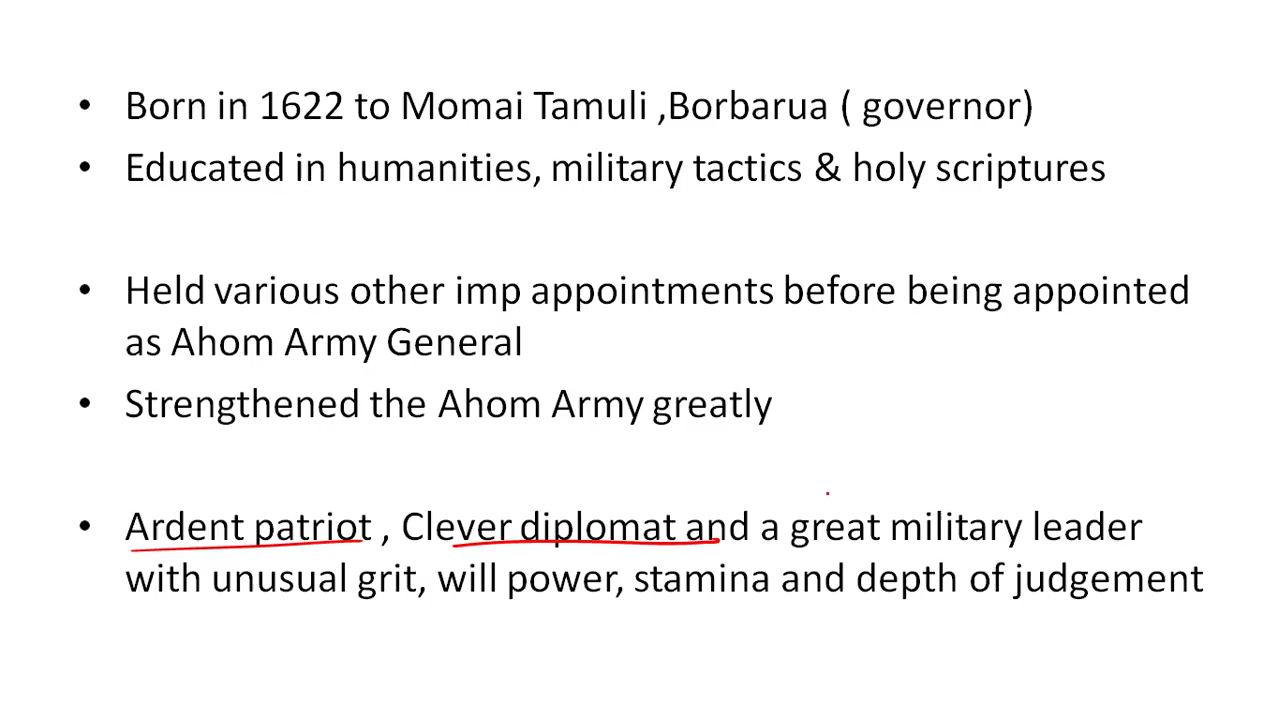 • Born in 1622 to Momai Tamuli ,Borbarua ( governor)
• Educated in humanities, military tactics & holy scriptures
• Held various other imp appointments before being appointed
as Ahom Army General
• Strengthened the Ahom Army greatly
• Ardent patriot , Clever diplomat and a great military leader
with unusual grit, will power, stamina and depth of judgement